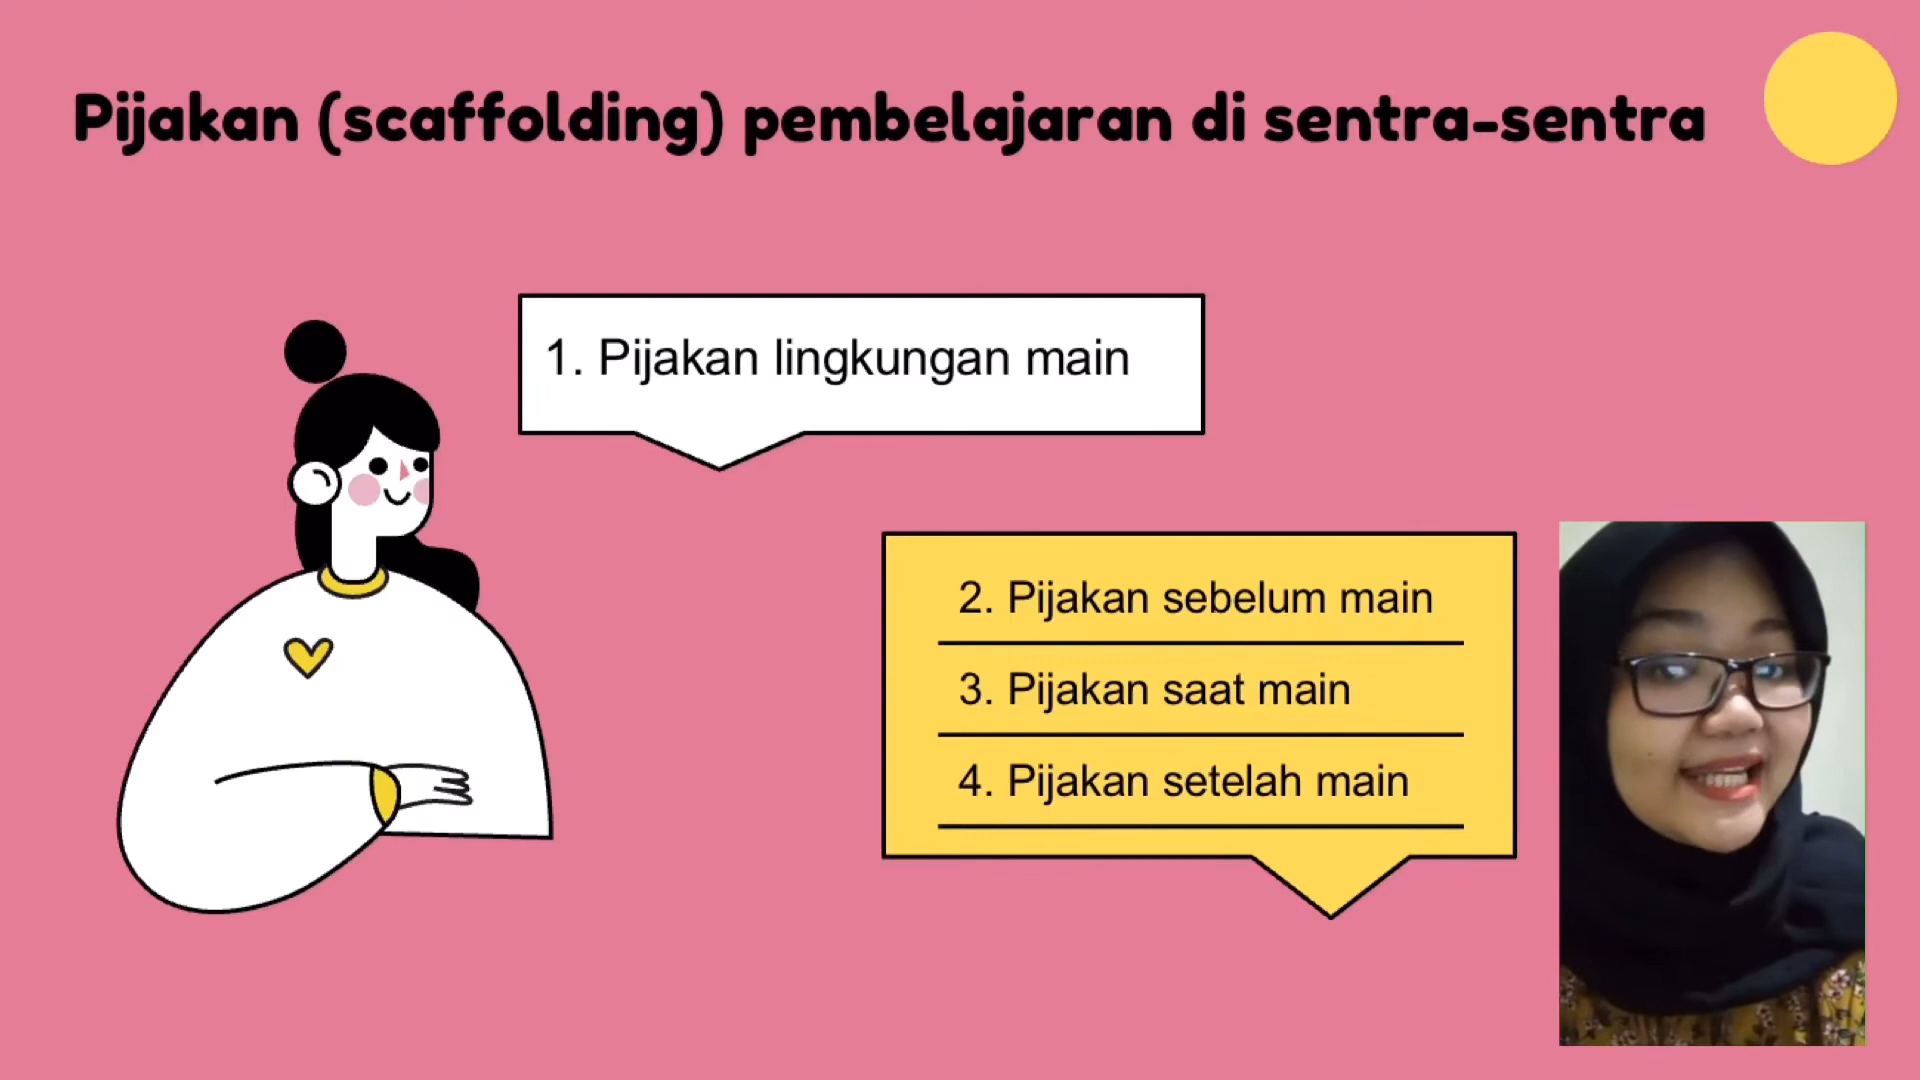 Pijakan (scaffolding) pembelajaran di sentra-sentra
1. Pijakan lingkungan main
2. Pijakan sebelum main
3. Pijakan saat main
4. Pijakan setelah main